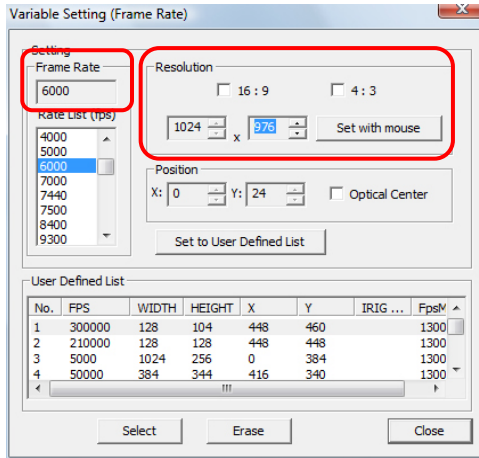 Variable Setting (Frame Rate)
Setting
Frame Rate
6000
Rate List (fps)
4000
5000
6000
7000
7440
7500
8400
9300
Resolution
16 : 9
4 : 3
1024 x 976 Set with mouse
Position
X: 0 Y: 24 Optical Center
Set to User Defined List
User Defined List
No. FPS WIDTH HEIGHT X Y IRIG ... FpsM
1 300000 128 104 448 460 1300
2 210000 128 128 448 448 1300
3 5000 1024 256 0 384 1300
4 50000 384 344 416 340 1300
Select Erase Close